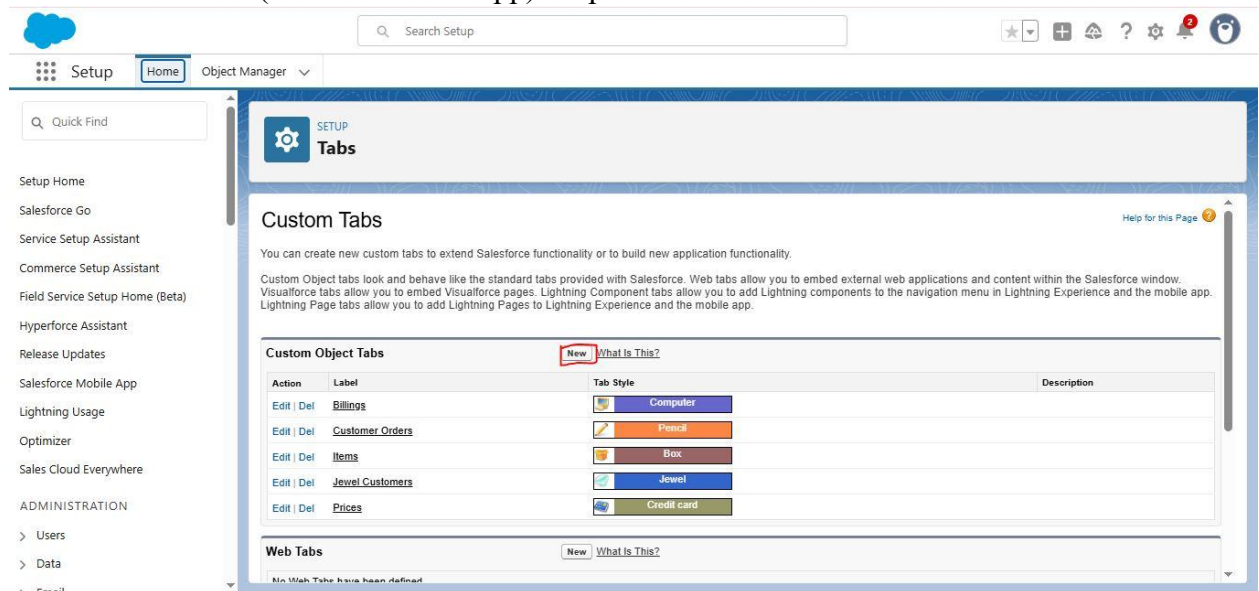 Search Setup
2
Setup Home Object Manager
Quick Find
SETUP
Tabs
Setup Home
Salesforce Go
Service Setup Assistant
Commerce Setup Assistant
Field Service Setup Home (Beta)
Hyperforce Assistant
Release Updates
Salesforce Mobile App
Lightning Usage
Optimizer
Sales Cloud Everywhere
ADMINISTRATION
Users
Data
Custom Tabs
Help for this Page
You can create new custom tabs to extend Salesforce functionality or to build new application functionality.
Custom Object tabs look and behave like the standard tabs provided with Salesforce. Web tabs allow you to embed external web applications and content within the Salesforce window.
Visualforce tabs allow you to embed Visualforce pages. Lightning Component tabs allow you to add Lightning components to the navigation menu in Lightning Experience and the mobile app.
Lightning Page tabs allow you to add Lightning Pages to Lightning Experience and the mobile app.
Custom Object Tabs New What Is This?
Action Label Tab Style Description
Edit | Del Billings Computer
Edit | Del Customer Orders Pencil
Edit | Del Items Box
Edit | Del Jewel Customers Jewel
Edit | Del Prices Credit card
Web Tabs New What Is This?
No Web Tabs have been defined